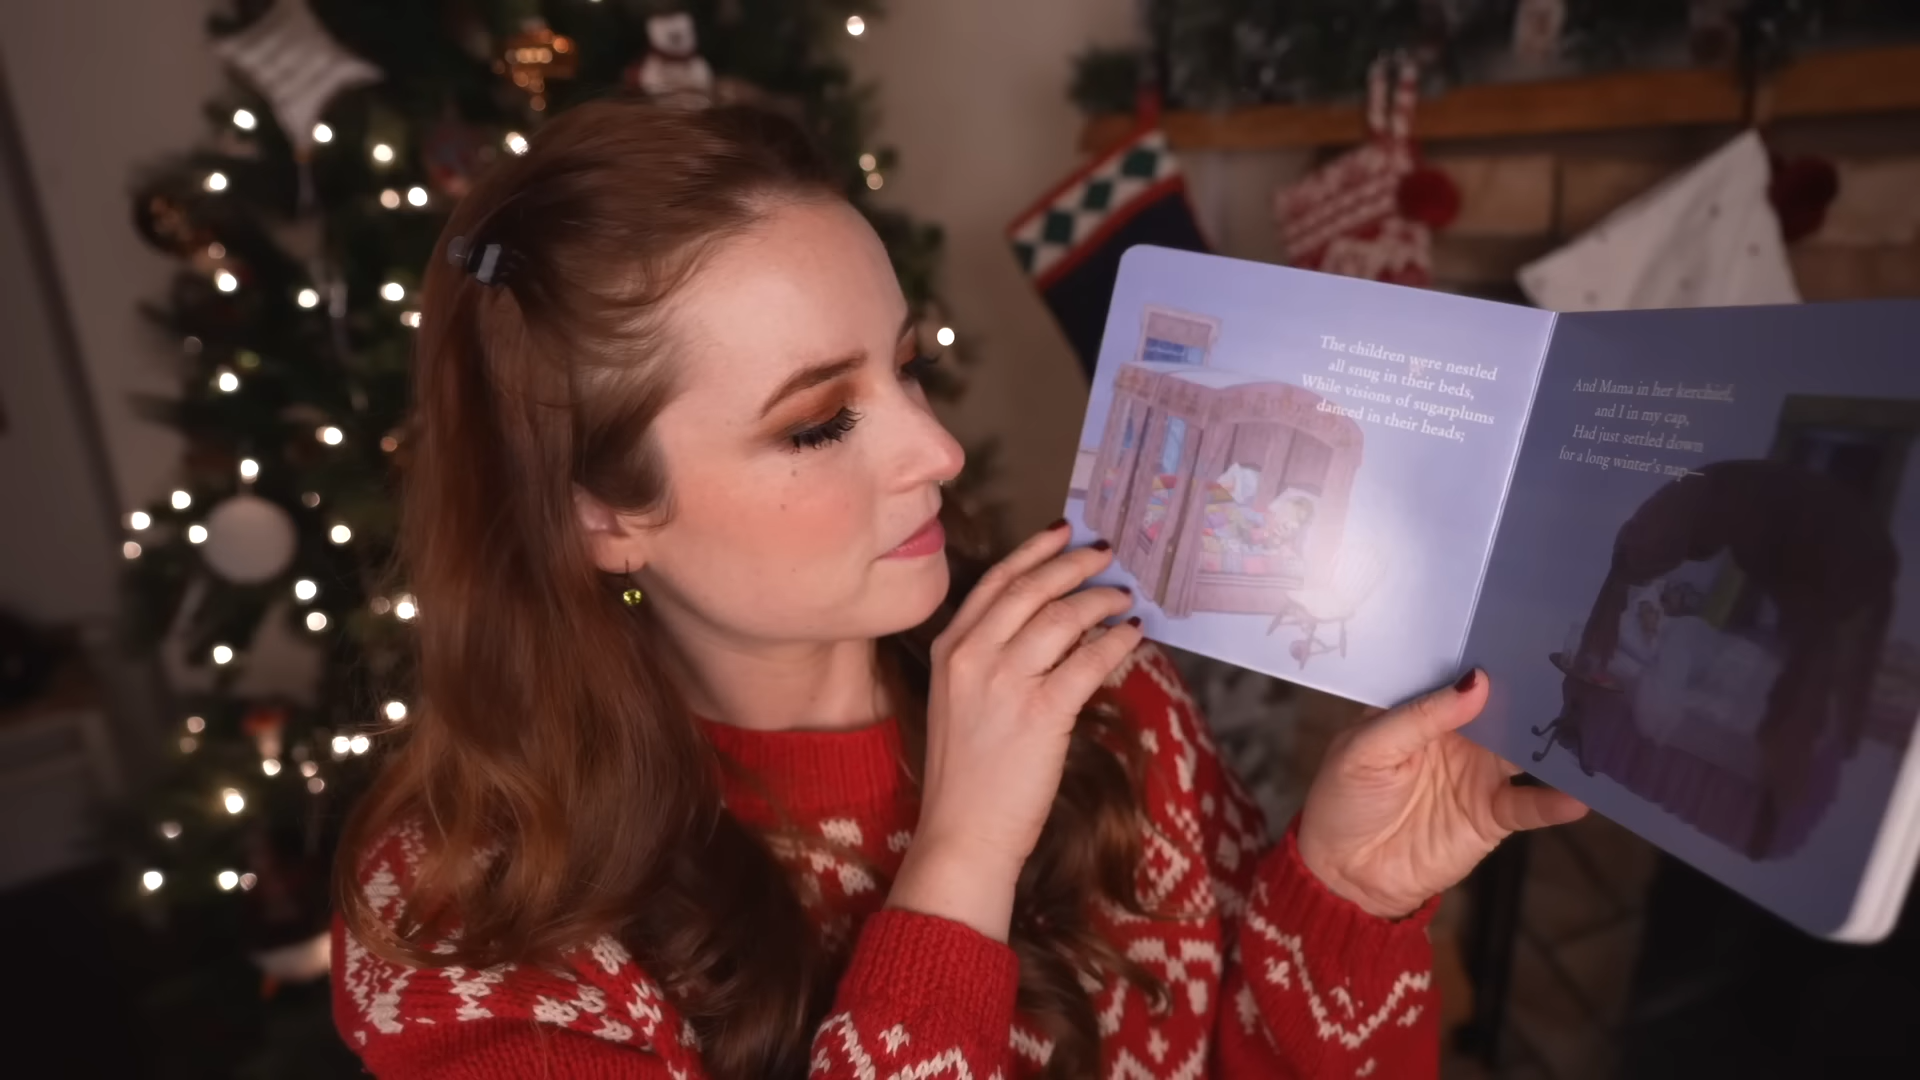 The children were nestled
all snug in their beds,
While visions of sugarplums
danced in their heads;
And Mama in her kerchief,
and I in my cap,
Had just settled down
for a long winter's nap—